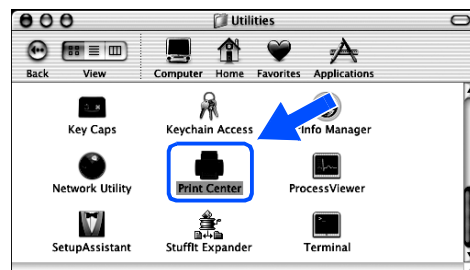 Utilities
Back View Computer Home Favorites Applications
Key Caps Keychain Access Info Manager
Network Utility Print Center ProcessViewer
SetupAssistant StuffIt Expander Terminal